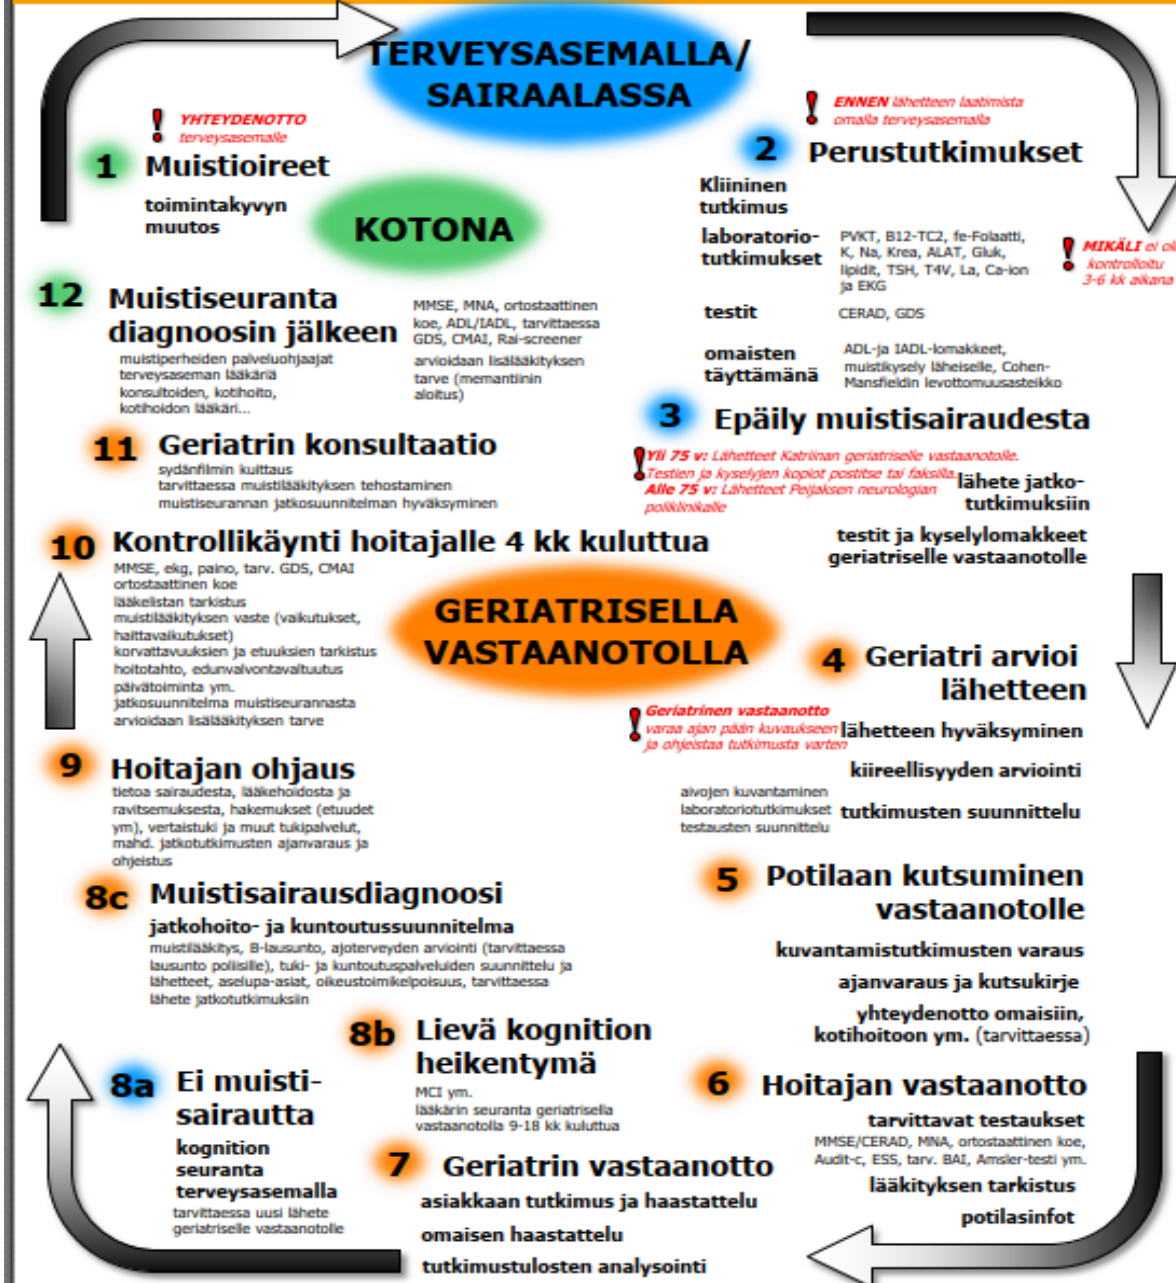 TERVEYSASEMALLA/
SAIRAALASSA
YHTEYDENOTTO
terveysasemalle
1 Muistioireet
toimintakyvyn
muutos
KOTONA
ENNEN lähetteen laatimista
omalla terveysasemalla
2 Perustutkimukset
Kliininen
tutkimus
laboratorio-
tutkimukset
PVKT, B12-TC2, fe-Folaatti,
K, Na, Krea, ALAT, Gluk,
lipidit, TSH, T4V, La, Ca-ion
ja EKG
MIKÄLI ei
kontrolloitu
3-6 kk aikana
testit
CERAD, GDS
omaisten
täyttämänä
ADL-ja IADL-lomakkeet,
muistikysely läheiselle, Cohen-
Mansfieldin levottomuusasteikko
3 Epäily muistisairaudesta
Yli 75 v: Lähetteet Katriinan geriatriselle vastaanotolle.
Testien ja kyselyjen kopiot postitse tai faksilla.
Alle 75 v: Lähetteet Peijaksen neurologian
poliklinikalle
lähete jatko-
tutkimuksiin
testit ja kyselylomakkeet
geriatriselle vastaanotolle
GERIATRISELLA
VASTAANOTOLLA
4 Geriatri arvioi
lähetteen
Geriatrinen vastaanotto
varaa ajan pään kuvaukseen
ja ohjeistaa tutkimusta varten
lähetteen hyväksyminen
kiireellisyyden arviointi
aivojen kuvantaminen
laboratoriotutkimukset
testausten suunnittelu
tutkimusten suunnittelu
5 Potilaan kutsuminen
vastaanotolle
kuvantamistutkimusten varaus
ajanvaraus ja kutsukirje
yhteydenotto omaisiin,
kotihoitoon ym. (tarvittaessa)
6 Hoitajan vastaanotto
tarvittavat testaukset
MMSE/CERAD, MNA, ortostaattinen koe,
Audit-c, ESS, tarv. BAI, Amsler-testi ym.
lääkityksen tarkistus
potilasinfot
7 Geriatrin vastaanotto
asiakkaan tutkimus ja haastattelu
omaisen haastattelu
tutkimustulosten analysointi
8a Ei muisti-
sairautta
kognition
seuranta
terveysasemalla
tarvittaessa uusi lähete
geriatriselle vastaanotolle
8b Lievä kognition
heikentymä
MCI ym.
lääkärin seuranta geriatrisella
vastaanotolla 9-18 kk kuluttua
8c Muistisairausdiagnoosi
jatkohoito- ja kuntoutussuunnitelma
muistilääkitys, B-lausunto, ajoterveyden arviointi (tarvittaessa
lausunto poliisille), tuki- ja kuntoutuspalveluiden suunnittelu ja
lähetteet, aselupa-asiat, oikeustoimikelpoisuus, tarvittaessa
lähete jatkotutkimuksiin
9 Hoitajan ohjaus
tietoa sairaudesta, lääkehoidosta ja
ravitsemuksesta, hakemukset (etuudet
ym), vertaistuki ja muut tukipalvelut,
mahd. jatkotutkimusten ajanvaraus ja
ohjeistus
10 Kontrollikäynti hoitajalle 4 kk kuluttua
MMSE, ekg, paino, tarv. GDS, CMAI
ortostaattinen koe
lääkelistan tarkistus
muistilääkityksen vaste (vaikutukset,
haittavaikutukset)
korvattavuuksien ja etuuksien tarkistus
hoitotahto, edunvalvontavaltuutus
päivätoiminta ym.
jatkosuunnitelma muistiseurannasta
arvioidaan lisälääkityksen tarve
11 Geriatrin konsultaatio
sydänfilmin kuittaus
tarvittaessa muistilääkityksen tehostaminen
muistiseurannan jatkosuunnitelman hyväksyminen
12 Muistiseuranta
diagnoosin jälkeen
muistiperheiden palveluohjaajat
terveysaseman lääkäriä
konsultoiden, kotihoito,
kotihoidon lääkäri...
MMSE, MNA, ortostaattinen
koe, ADL/IADL, tarvittaessa
GDS, CMAI, Rai-screener
arvioidaan lisälääkityksen
tarve (memantiinin
aloitus)